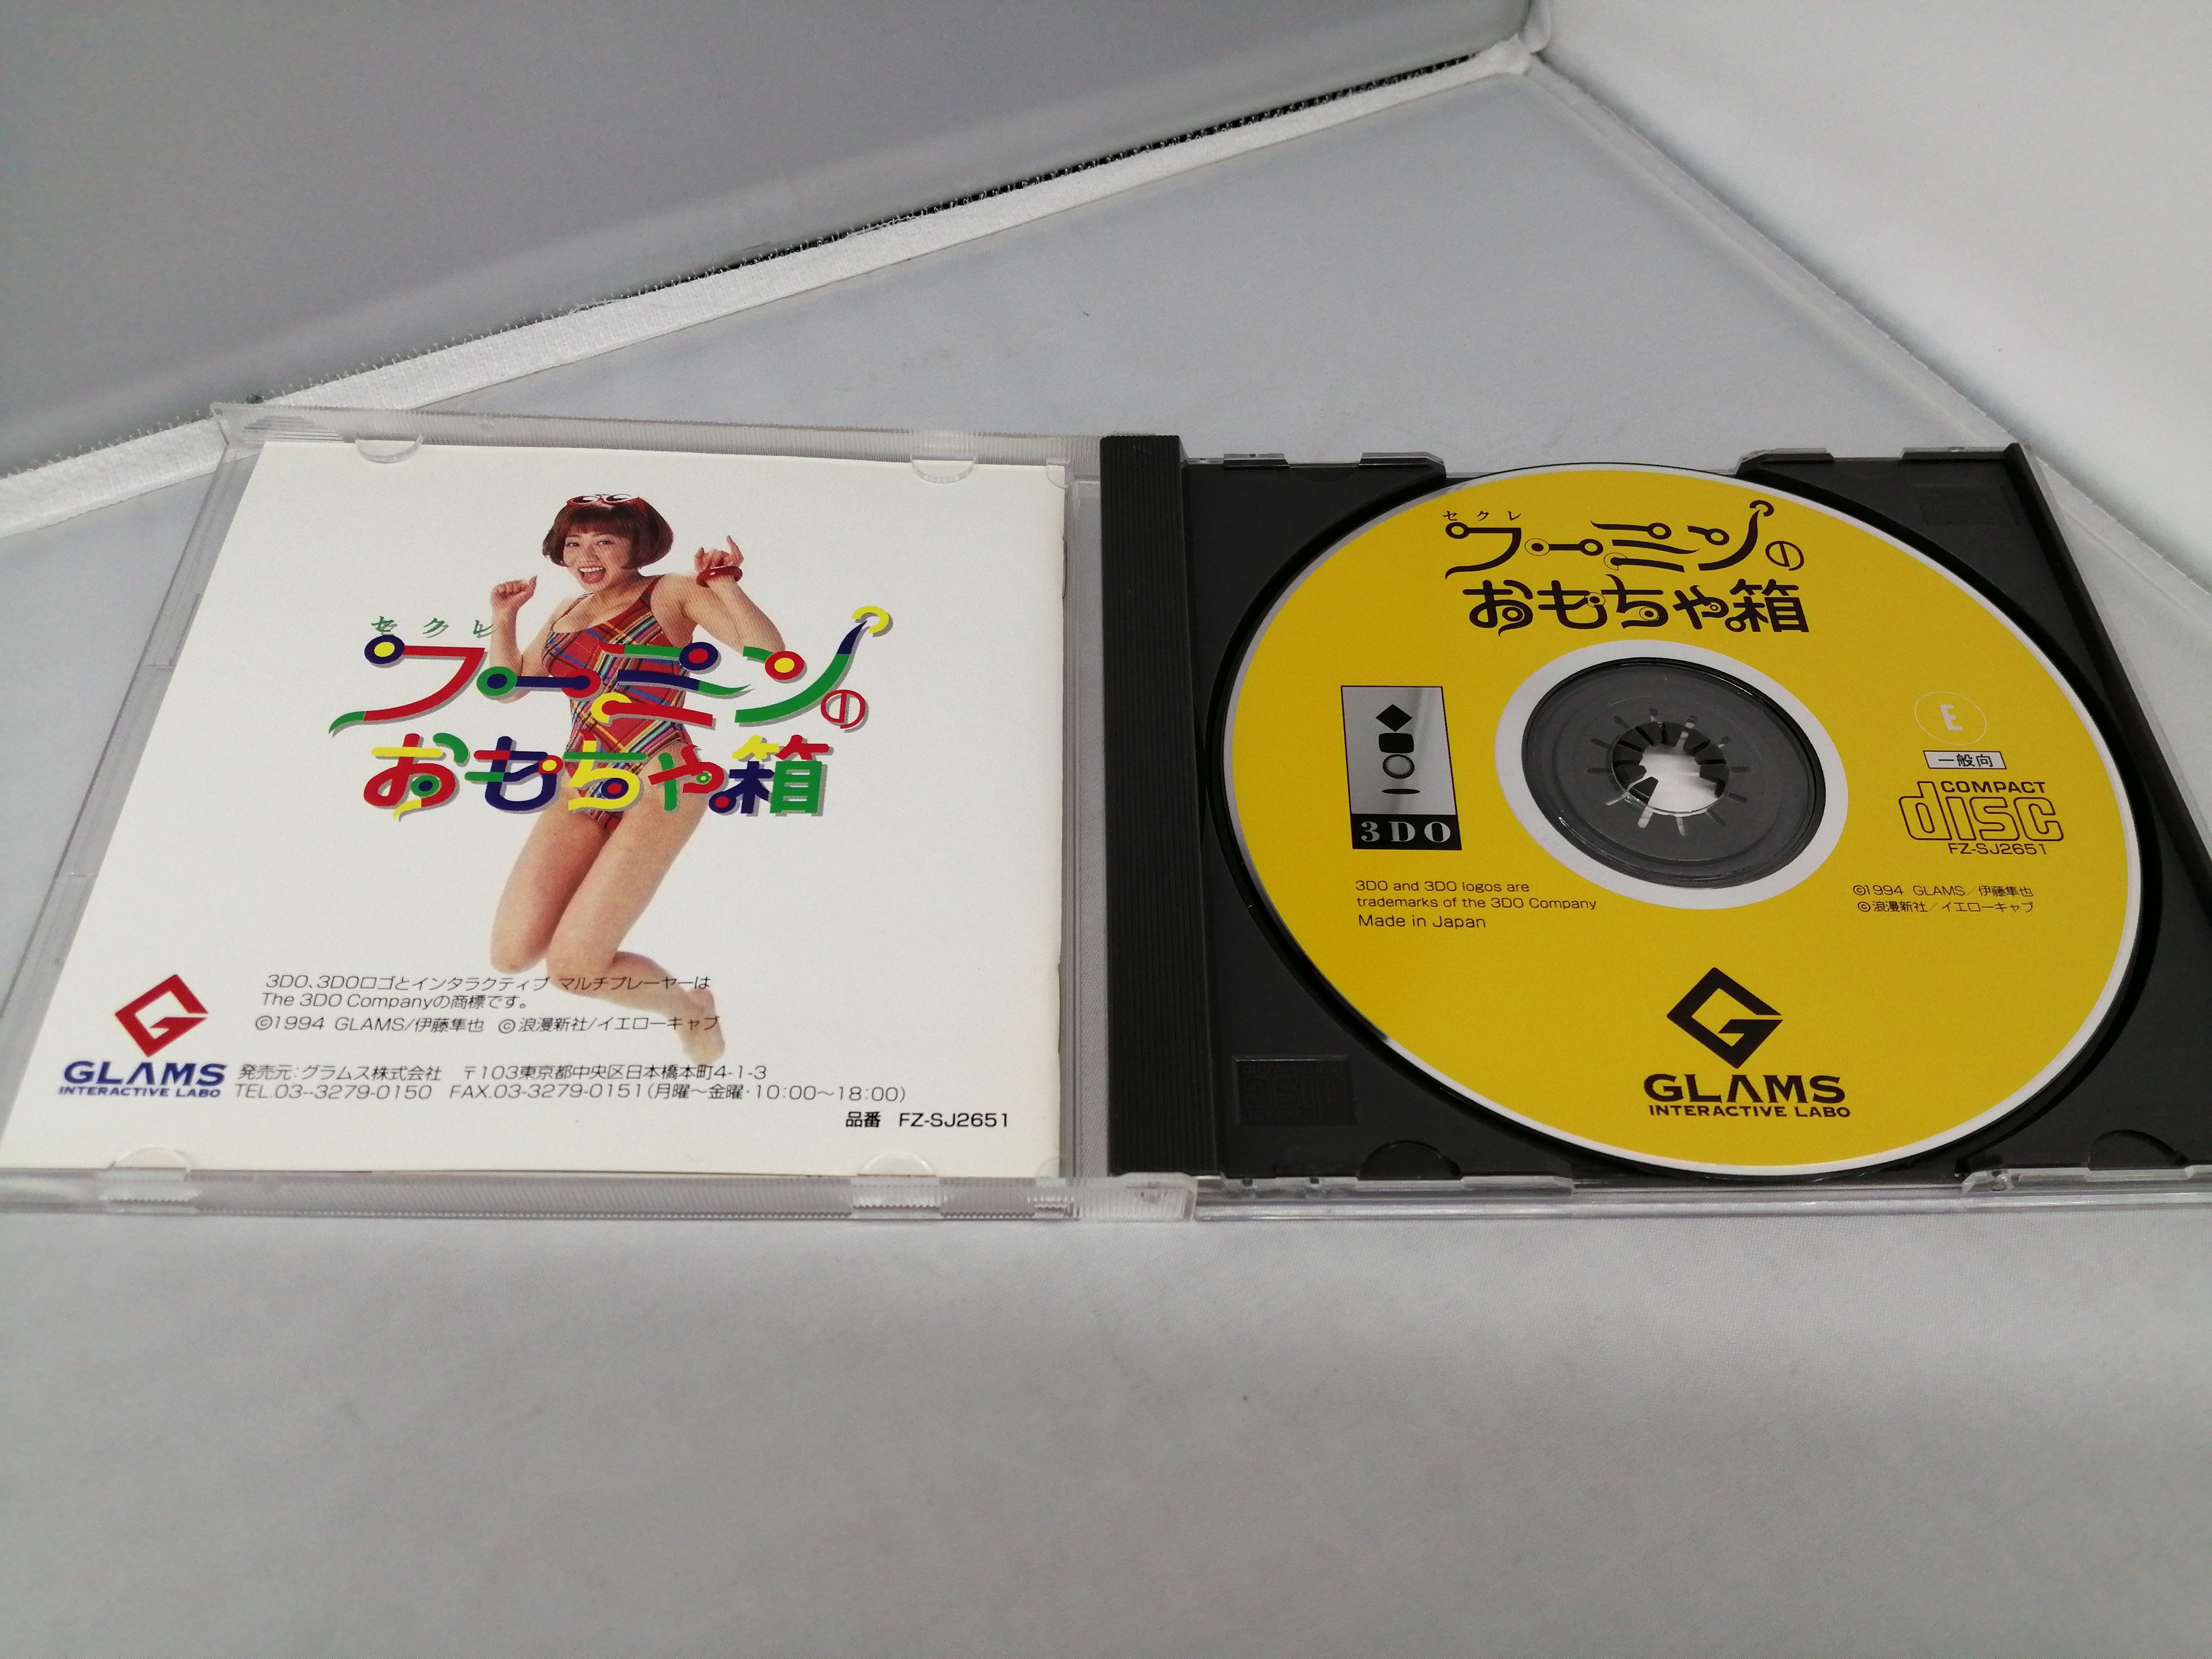 セクレ
フーミンの
おもちゃ箱
3DO、3DOロゴとインタラクティブ マルチプレーヤーは
The 3DO Companyの商標です。
©1994 GLAMS/伊藤隼也 ©浪漫新社/イエローキャブ
GLAMS
INTERACTIVE LABO
発売元:グラムス株式会社 〒103東京都中央区日本橋本町4-1-3
TEL.03--3279-0150 FAX.03-3279-0151(月曜〜金曜・10:00〜18:00)
品番 FZ-SJ2651
セクレ
フーミンの
おもちゃ箱
3DO
E
一般向
COMPACT
disc
FZ-SJ2651
3DO and 3DO logos are
trademarks of the 3DO Company
Made in Japan
©1994 GLAMS/伊藤隼也
©浪漫新社/イエローキャブ
GLAMS
INTERACTIVE LABO